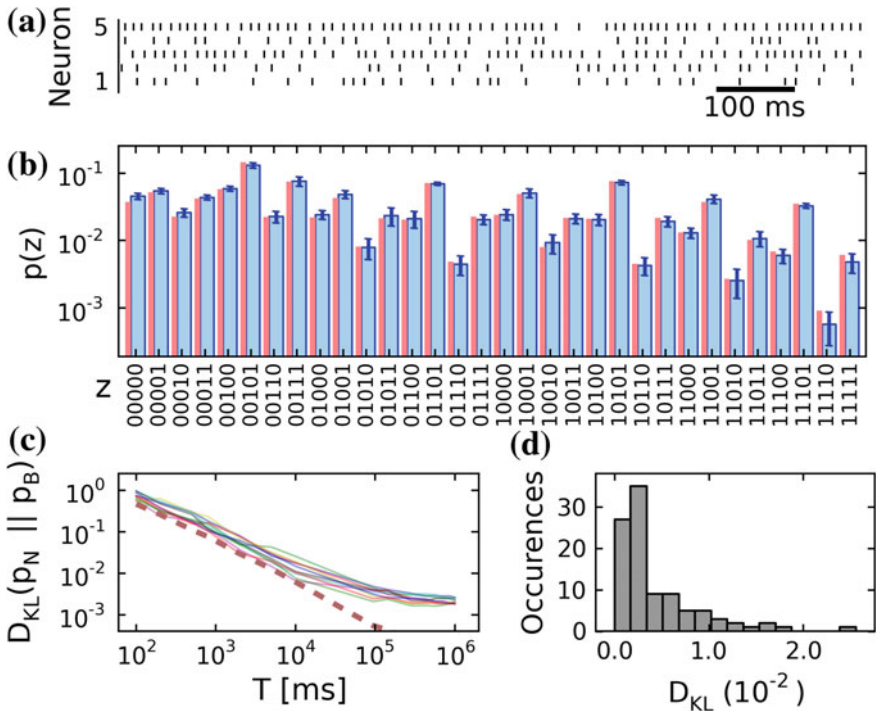 (a)
Neuron
5
1
100 ms
(b)
p(z)
10⁻¹
10⁻²
10⁻³
z
00000 00001 00010 00011 00100 00101 00110 00111 01000 01001 01010 01011 01100 01101 01110 01111 10000 10001 10010 10011 10100 10101 10110 10111 11000 11001 11010 11011 11100 11101 11110 11111
(c)
D_KL(p_N || p_B)
10⁰
10⁻¹
10⁻²
10⁻³
10² 10³ 10⁴ 10⁵ 10⁶
T [ms]
(d)
Occurences
30
20
10
0
0.0 1.0 2.0
D_KL (10⁻²)